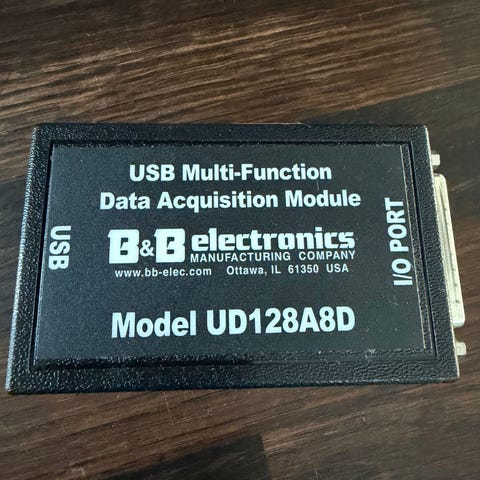 USB Multi-Function
Data Acquisition Module
B&B electronics
MANUFACTURING COMPANY
www.bb-elec.com Ottawa, IL 61350 USA
Model UD128A8D
USB
I/O PORT